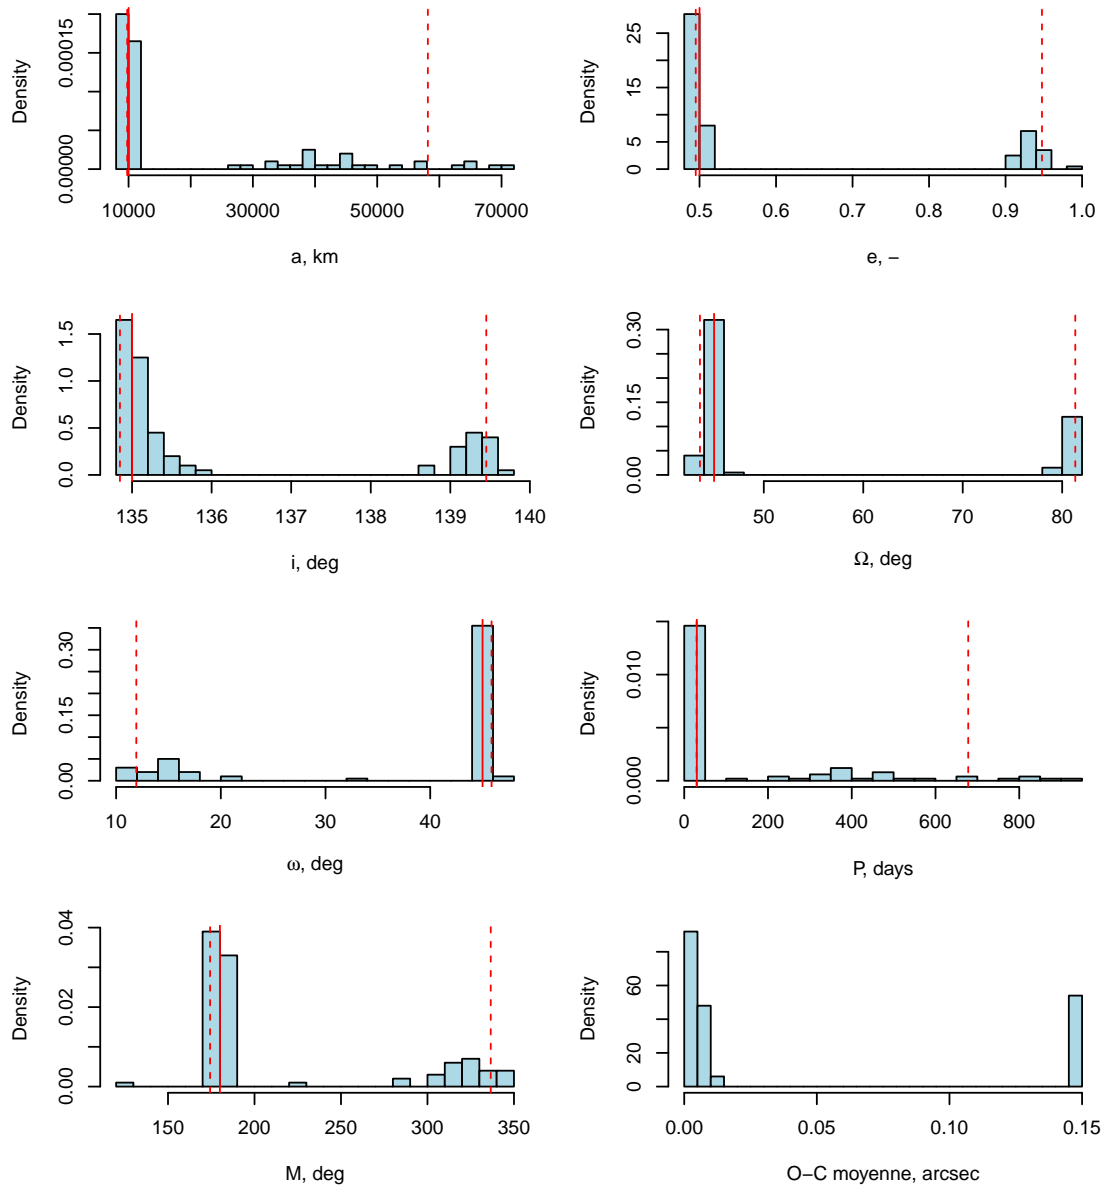 Density
0.00000 0.00015
10000 30000 50000 70000
a, km
Density
0 5 15 25
0.5 0.6 0.7 0.8 0.9 1.0
e, −
Density
0.0 0.5 1.0 1.5
135 136 137 138 139 140
i, deg
Density
0.00 0.15 0.30
50 60 70 80
Ω, deg
Density
0.00 0.15 0.30
10 20 30 40
ω, deg
Density
0.000 0.010
0 200 400 600 800
P, days
Density
0.00 0.02 0.04
150 200 250 300 350
M, deg
Density
0 20 60
0.00 0.05 0.10 0.15
O−C moyenne, arcsec